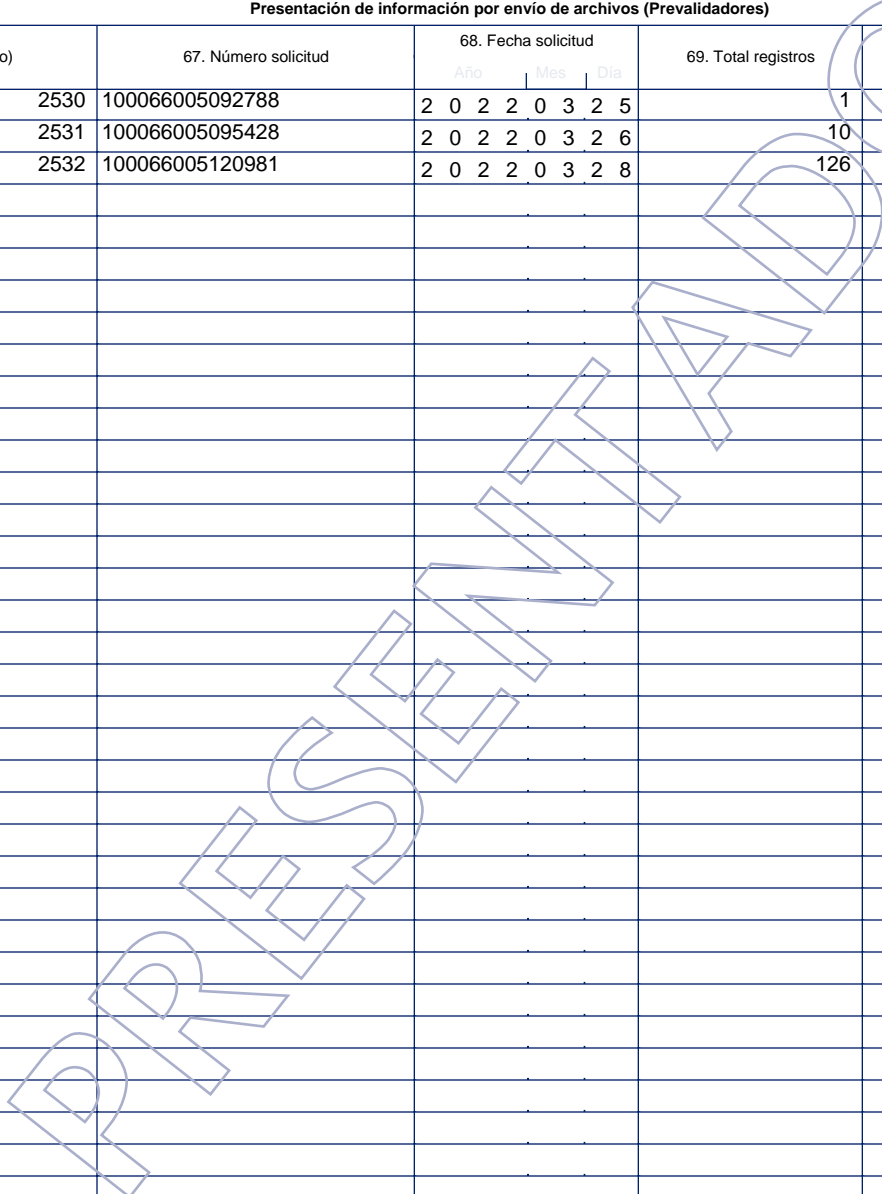 Presentación de información por envío de archivos (Prevalidadores)
o) 67. Número solicitud 68. Fecha solicitud 69. Total registros
Año Mes Día
2530 100066005092788 2 0 2 2 0 3 2 5 1
2531 100066005095428 2 0 2 2 0 3 2 6 10
2532 100066005120981 2 0 2 2 0 3 2 8 126
PRESENTADO